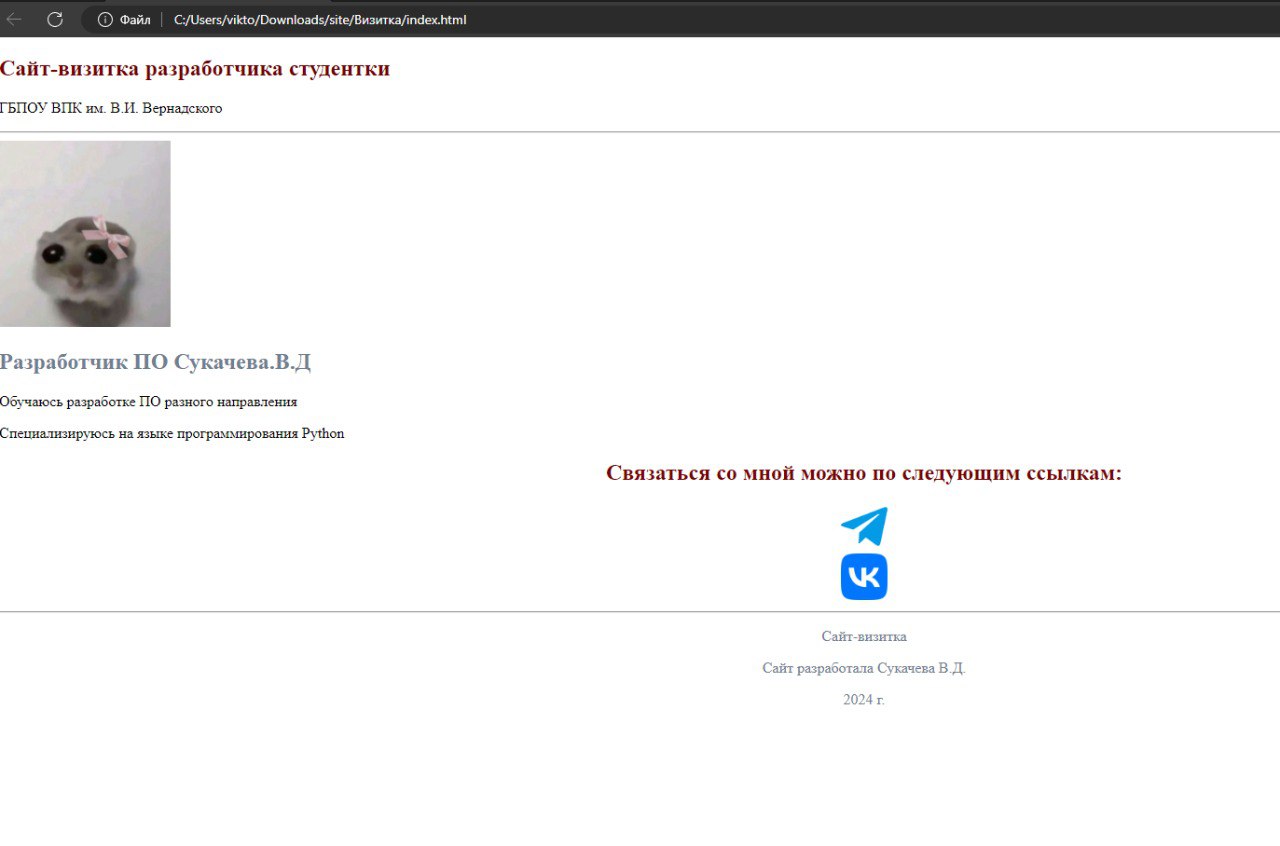 Файл C:/Users/vikto/Downloads/site/Визитка/index.html
Сайт-визитка разработчика студентки
ГБПОУ ВПК им. В.И. Вернадского
Разработчик ПО Сукачева.В.Д
Обучаюсь разработке ПО разного направления
Специализируюсь на языке программирования Python
Связаться со мной можно по следующим ссылкам:
VK
Сайт-визитка
Сайт разработала Сукачева В.Д.
2024 г.